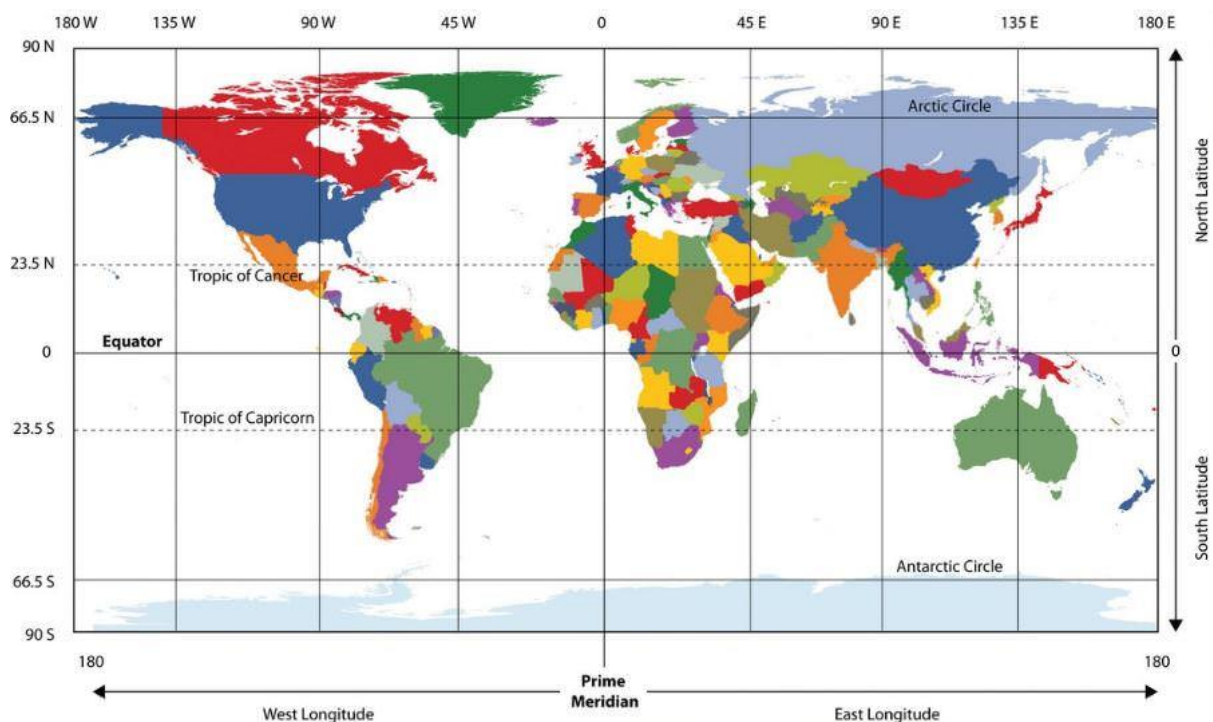 180 W 135 W 90 W 45 W 0 45 E 90 E 135 E 180 E
90 N
Arctic Circle
66.5 N
North Latitude
23.5 N
Tropic of Cancer
Equator
0 0
Tropic of Capricorn
23.5 S
South Latitude
Antarctic Circle
66.5 S
90 S
180 180
Prime
Meridian
West Longitude East Longitude